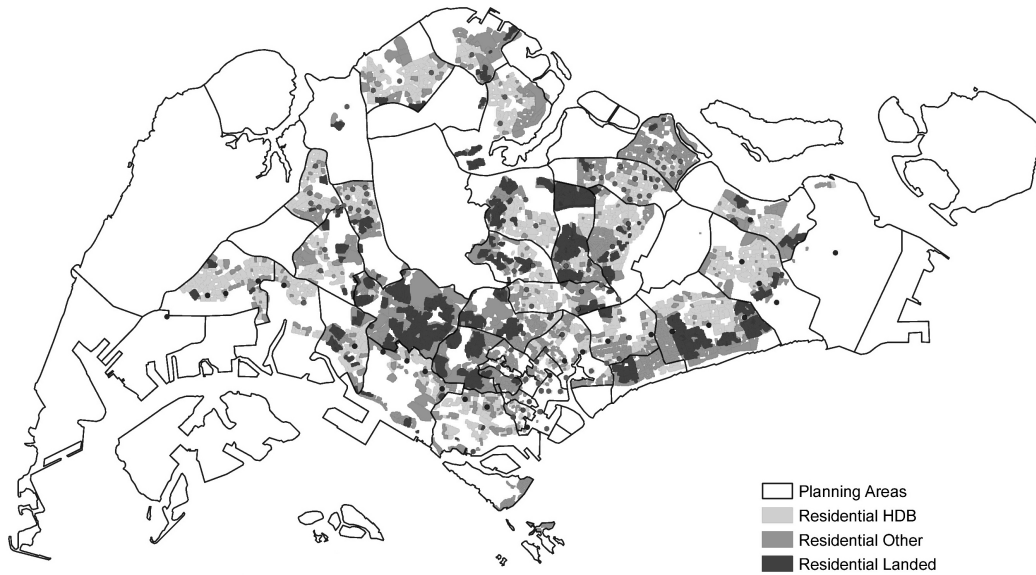 Planning Areas
Residential HDB
Residential Other
Residential Landed